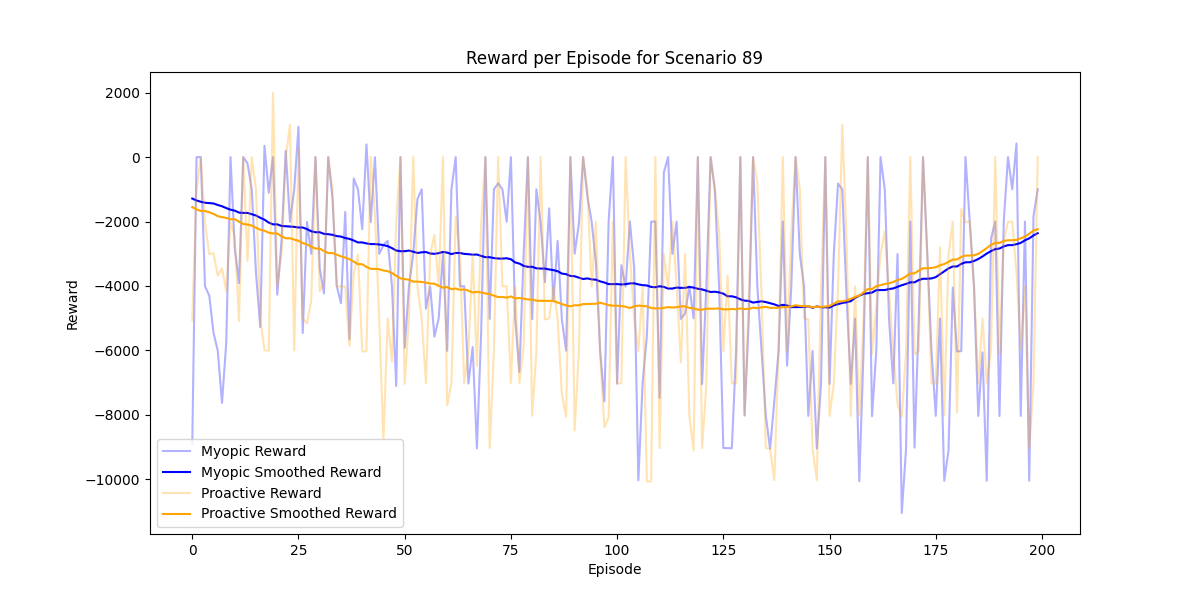 Reward per Episode for Scenario 89
2000
0
−2000
−4000
−6000
−8000
−10000
Reward
Myopic Reward
Myopic Smoothed Reward
Proactive Reward
Proactive Smoothed Reward
0 25 50 75 100 125 150 175 200
Episode